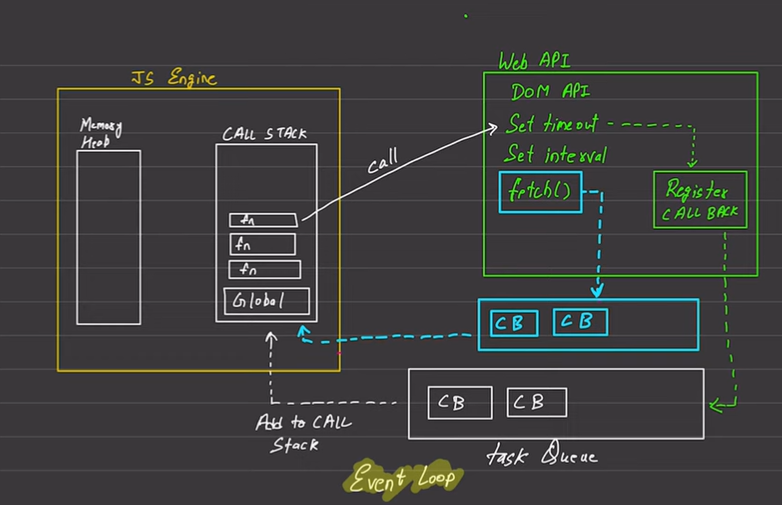 Web API
JS Engine
DOM API
Memory
Heap
CALL STACK
Set timeout
call
Set interval
fetch()
Register
CALL BACK
fn
fn
fn
Global
CB
CB
CB
CB
Add to CALL
Stack
task Queue
Event Loop